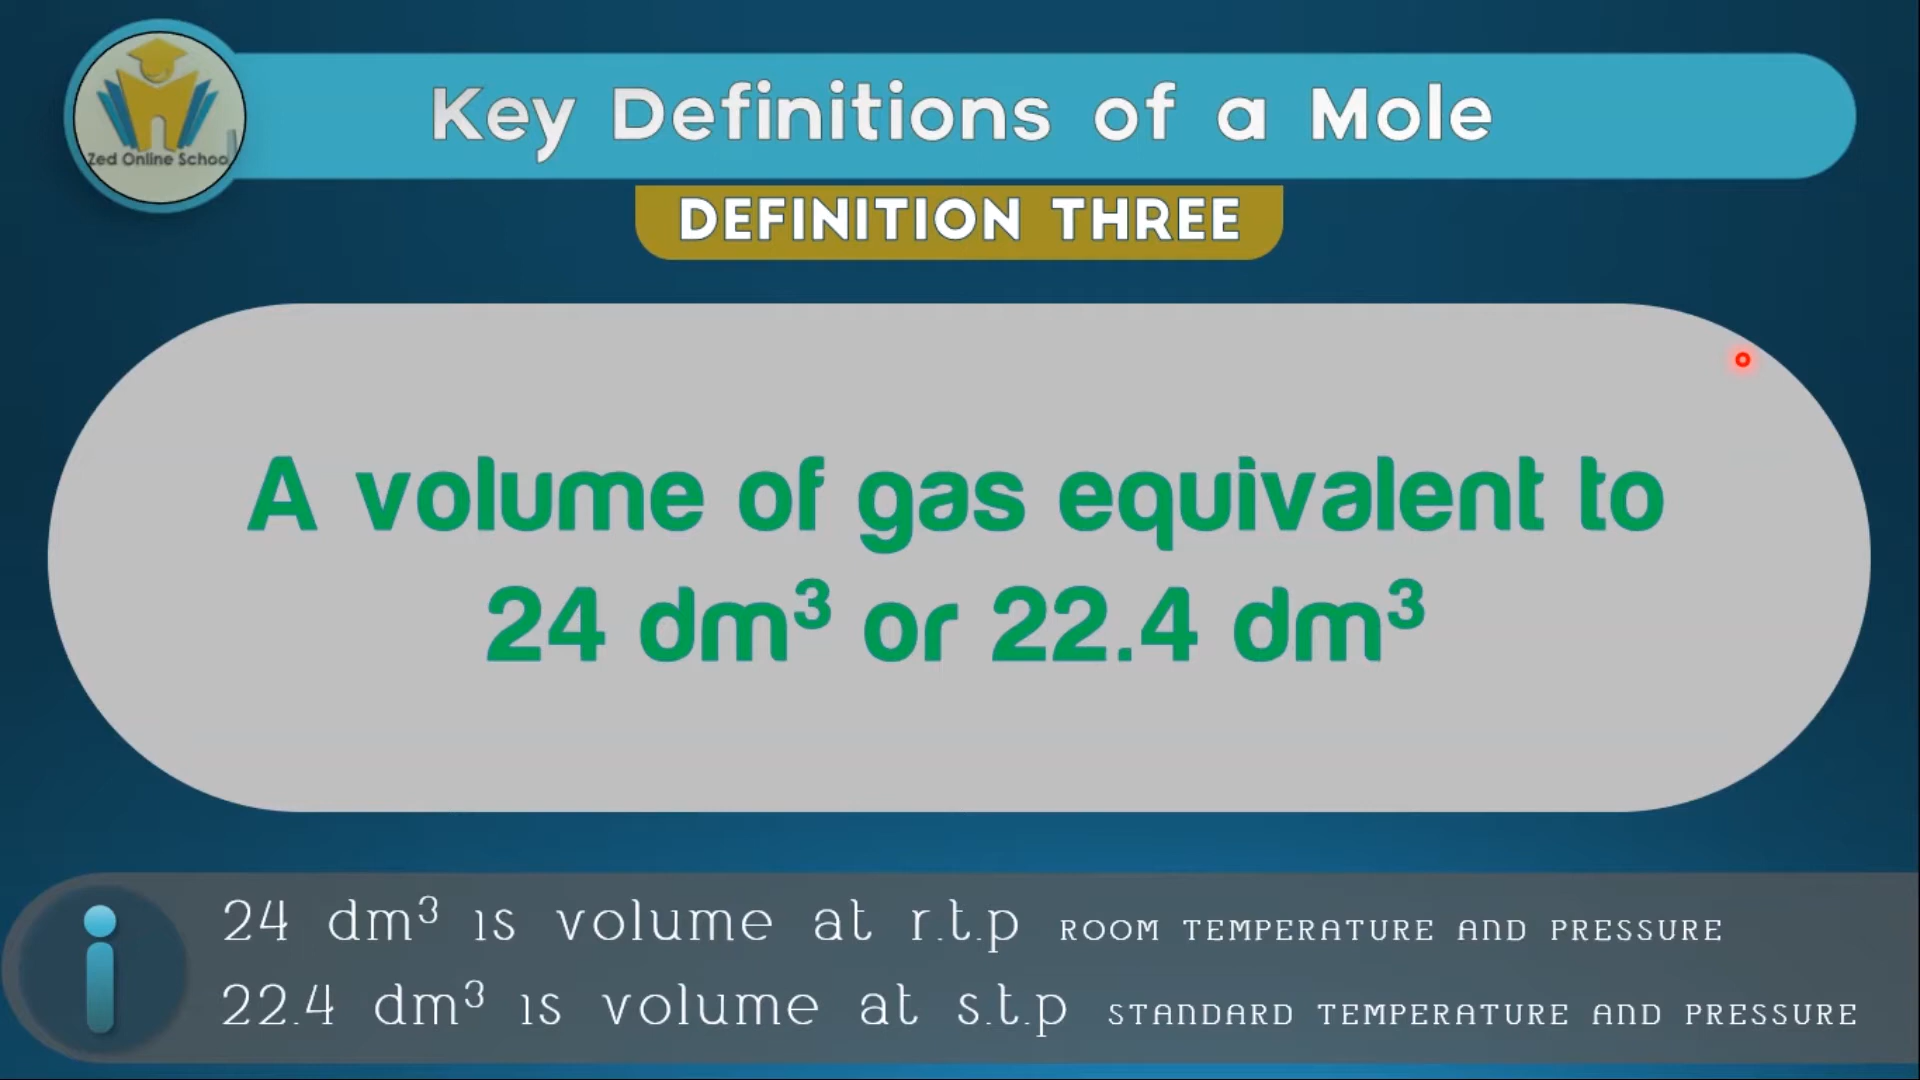 Zed Online School
Key Definitions of a Mole
DEFINITION THREE
A volume of gas equivalent to
24 dm³ or 22.4 dm³
24 dm³ is volume at r.t.p ROOM TEMPERATURE AND PRESSURE
22.4 dm³ is volume at s.t.p STANDARD TEMPERATURE AND PRESSURE